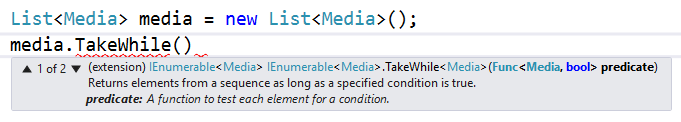 List<Media> media = new List<Media>();
media.TakeWhile()
▲ 1 of 2 ▼ (extension) IEnumerable<Media> IEnumerable<Media>.TakeWhile<Media>(Func<Media, bool> predicate)
Returns elements from a sequence as long as a specified condition is true.
predicate: A function to test each element for a condition.